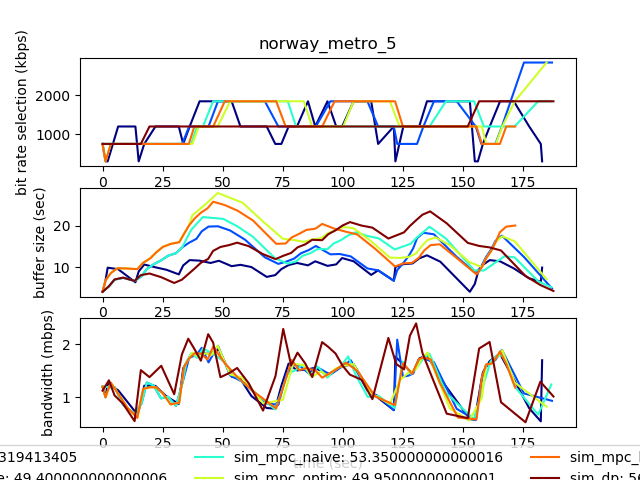 norway_metro_5
bit rate selection (kbps)
2000
1000
0 25 50 75 100 125 150 175
buffer size (sec)
20
10
0 25 50 75 100 125 150 175
bandwidth (mbps)
2
1
0 25 50 75 100 125 150 175
time (sec)
319413405 sim_mpc_naive: 53.350000000000016 sim_mpc_
: 49.400000000000006 sim_mpc_optim: 49.95000000000001 sim_dp: